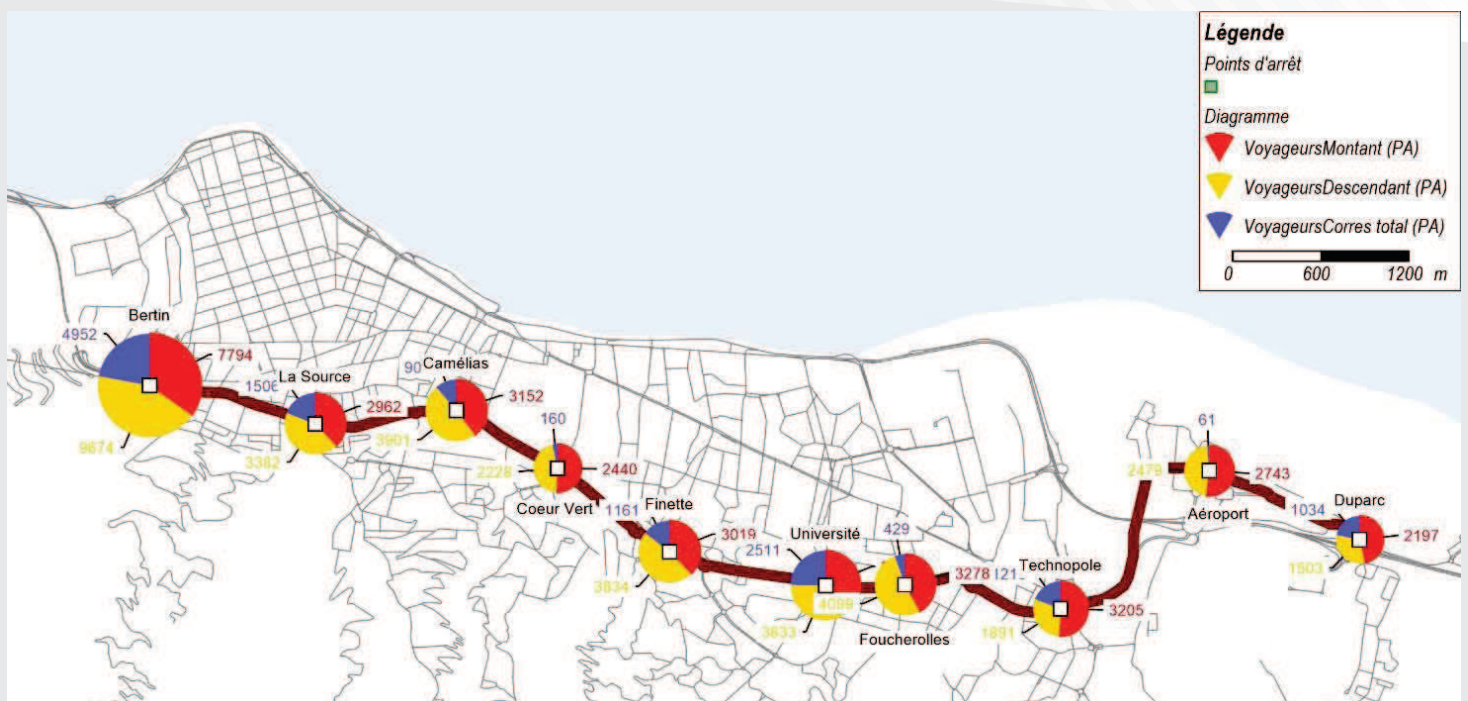 Légende
Points d'arrêt
Diagramme
VoyageursMontant (PA)
VoyageursDescendant (PA)
VoyageursCorres total (PA)
0 600 1200 m
Bertin
4952
7794
9674
La Source
1506
2962
3362
Camélias
90
3152
3901
160
2228
2440
Coeur Vert
1161
Finette
3019
3834
Université
2511
3633
429
4099
3278
Foucherolles
121
Technopole
3205
1891
61
2479
2743
Aéroport
Duparc
1034
2197
1503